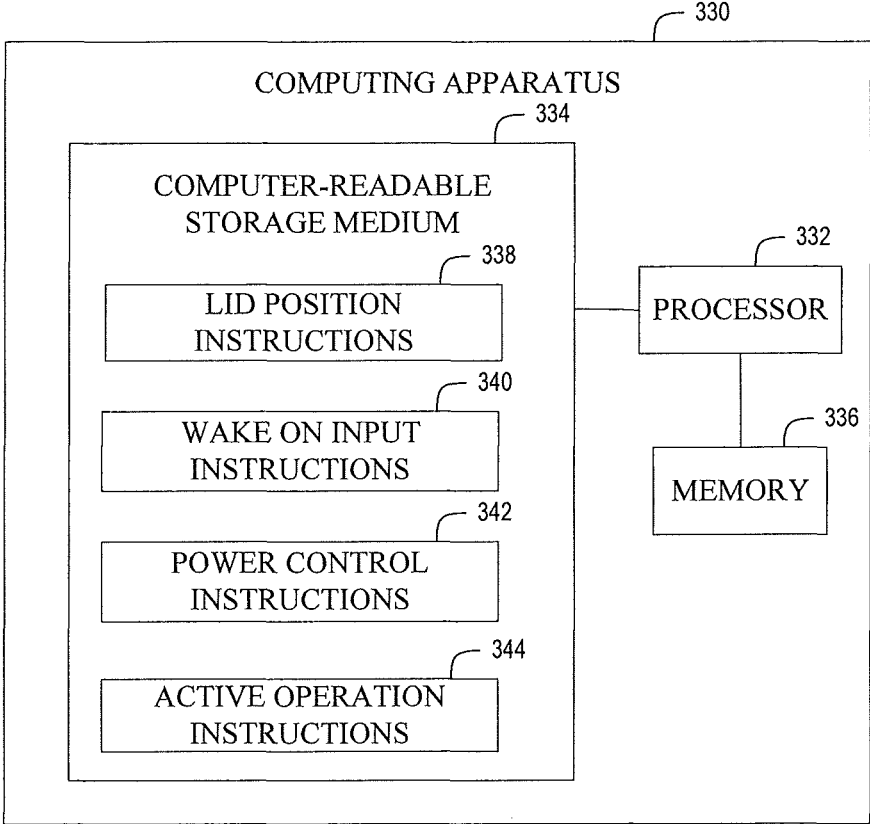 330
COMPUTING APPARATUS
334
COMPUTER-READABLE
STORAGE MEDIUM
338
LID POSITION
INSTRUCTIONS
340
WAKE ON INPUT
INSTRUCTIONS
342
POWER CONTROL
INSTRUCTIONS
344
ACTIVE OPERATION
INSTRUCTIONS
332
PROCESSOR
336
MEMORY